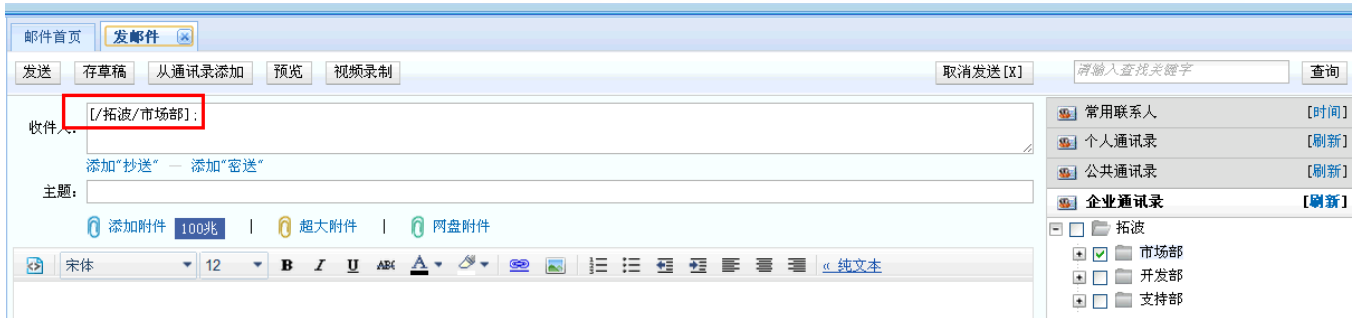 邮件首页 发邮件
发送 存草稿 从通讯录添加 预览 视频录制 取消发送[X] 请输入查找关键字 查询
收件人: [/拓波/市场部];
添加"抄送" — 添加"密送"
主题:
添加附件 100兆 | 超大附件 | 网盘附件
宋体 12 B I U ABC A « 纯文本
常用联系人 [时间]
个人通讯录 [刷新]
公共通讯录 [刷新]
企业通讯录 [刷新]
拓波
市场部
开发部
支持部